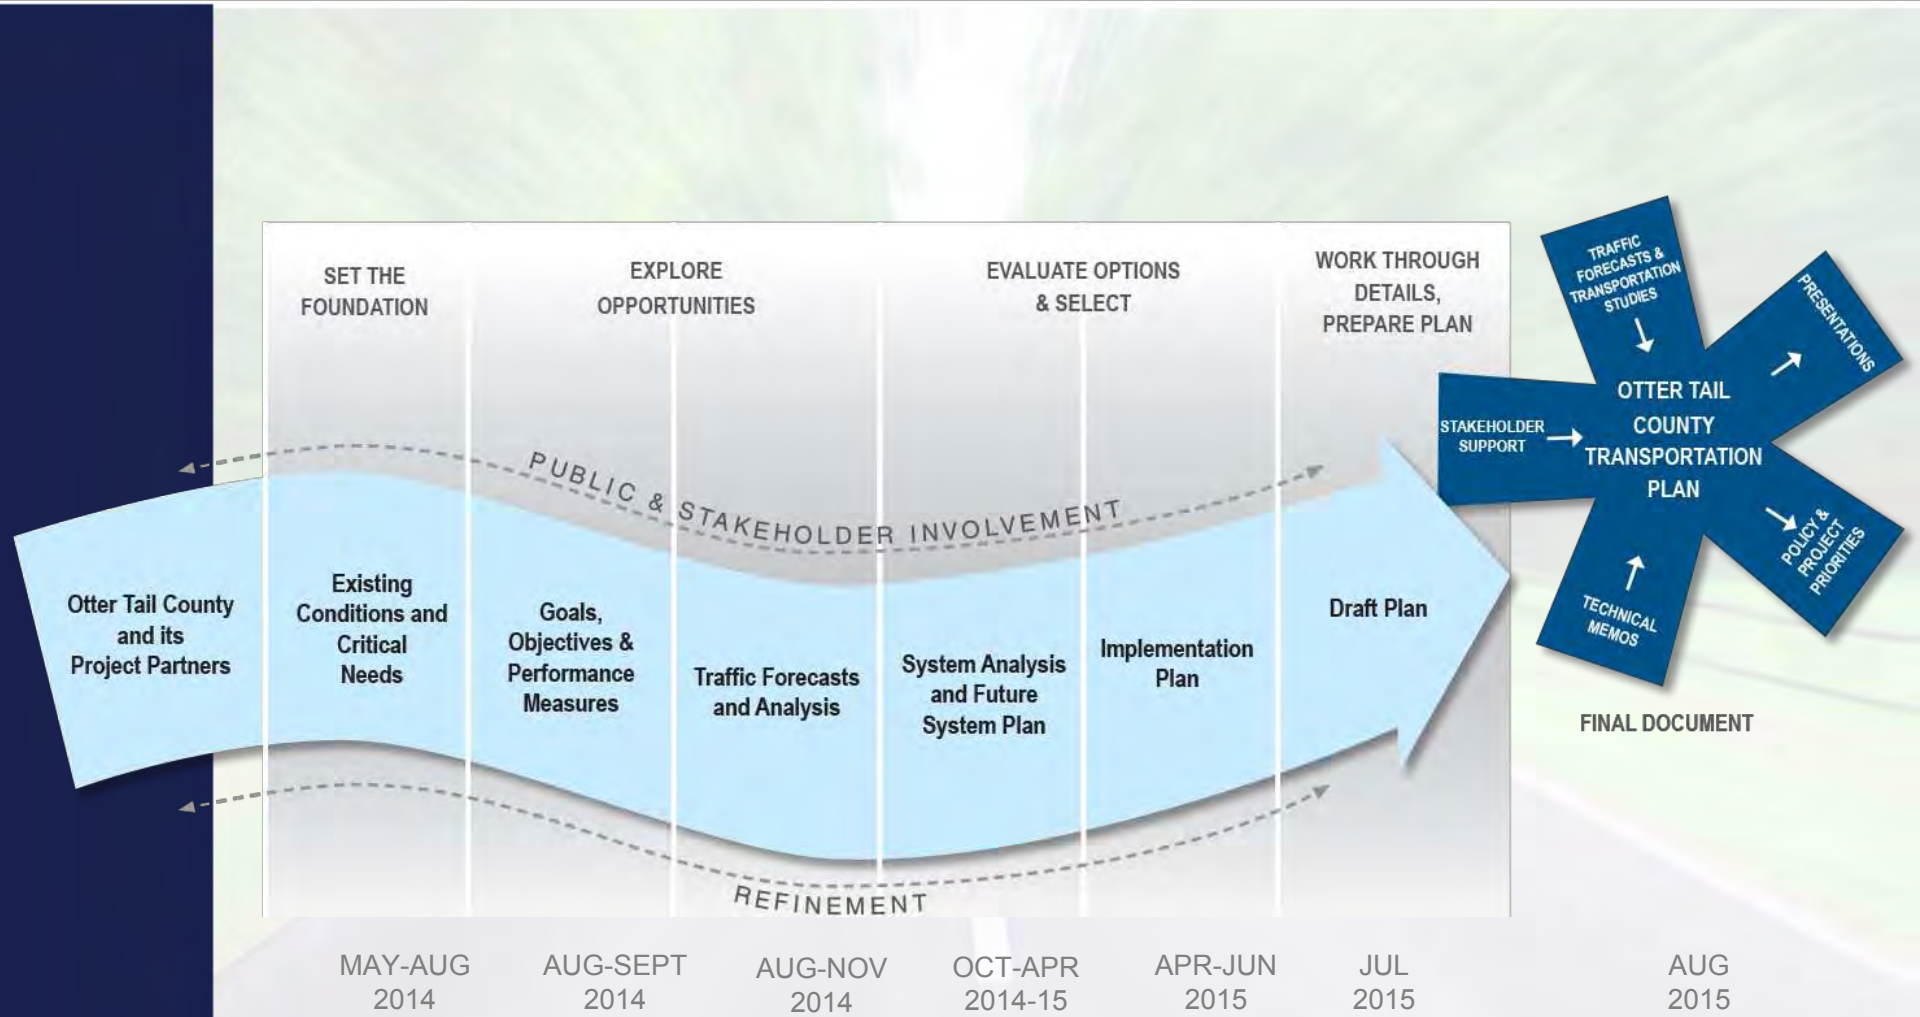 SET THE
FOUNDATION
EXPLORE
OPPORTUNITIES
EVALUATE OPTIONS
& SELECT
WORK THROUGH
DETAILS,
PREPARE PLAN
PUBLIC & STAKEHOLDER INVOLVEMENT
Otter Tail County
and its
Project Partners
Existing
Conditions and
Critical
Needs
Goals,
Objectives &
Performance
Measures
Traffic Forecasts
and Analysis
System Analysis
and Future
System Plan
Implementation
Plan
Draft Plan
REFINEMENT
TRAFFIC
FORECASTS &
TRANSPORTATION
STUDIES
PRESENTATIONS
STAKEHOLDER
SUPPORT
OTTER TAIL
COUNTY
TRANSPORTATION
PLAN
POLICY &
PROJECT
PRIORITIES
TECHNICAL
MEMOS
FINAL DOCUMENT
MAY-AUG
2014
AUG-SEPT
2014
AUG-NOV
2014
OCT-APR
2014-15
APR-JUN
2015
JUL
2015
AUG
2015